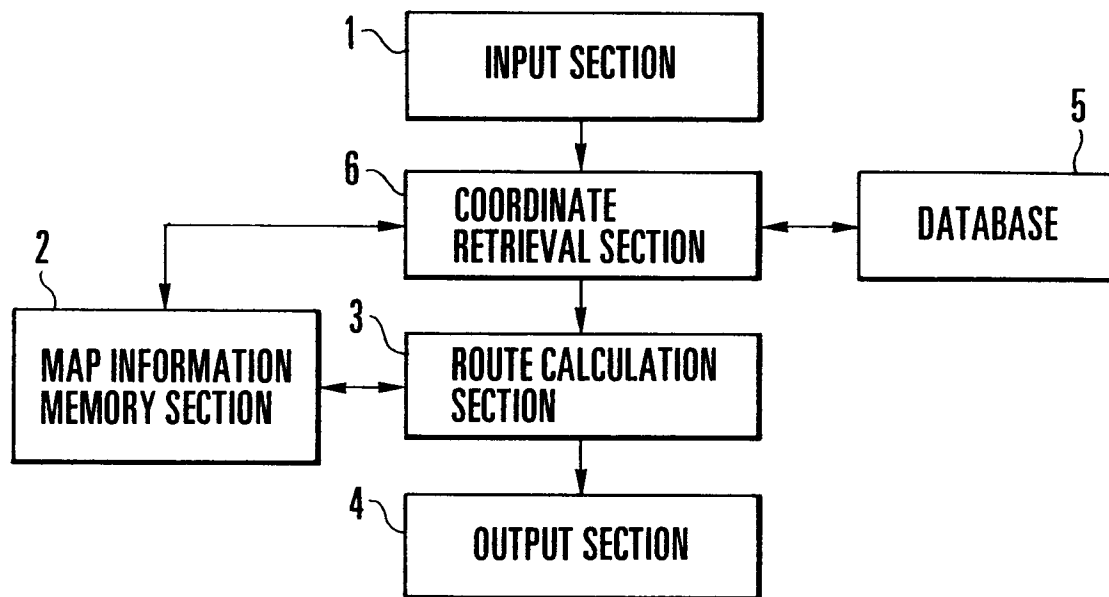 1
INPUT SECTION
5
6
COORDINATE
RETRIEVAL SECTION
DATABASE
2
MAP INFORMATION
MEMORY SECTION
3
ROUTE CALCULATION
SECTION
4
OUTPUT SECTION